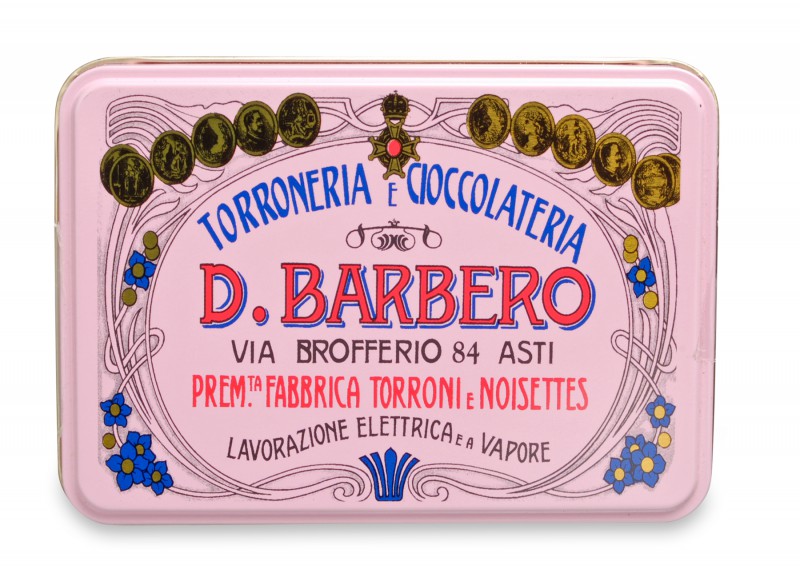 TORRONERIA E CIOCCOLATERIA
D. BARBERO
VIA BROFFERIO 84 ASTI
PREM.TA FABBRICA TORRONI E NOISETTES
LAVORAZIONE ELETTRICA E A VAPORE